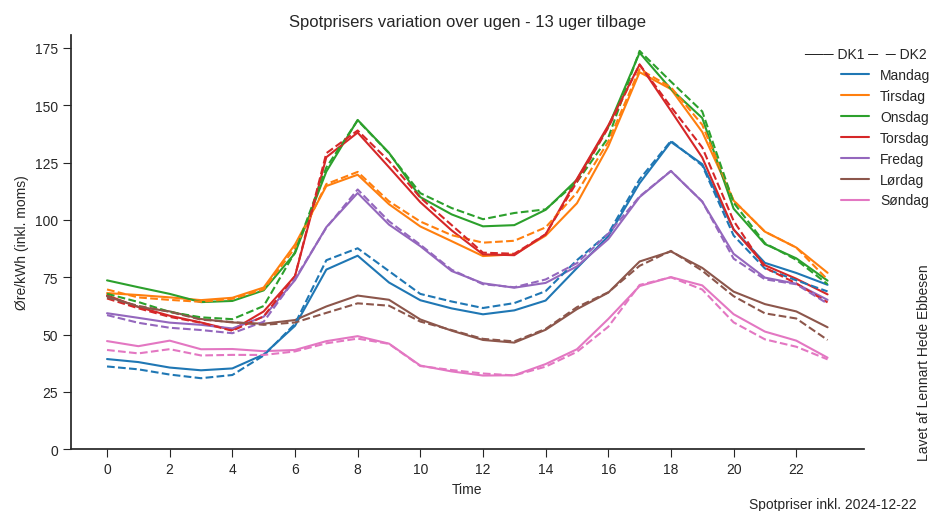 Spotprisers variation over ugen - 13 uger tilbage
Øre/kWh (inkl. moms)
175
150
125
100
75
50
25
0
0 2 4 6 8 10 12 14 16 18 20 22
Time
DK1 DK2
Mandag
Tirsdag
Onsdag
Torsdag
Fredag
Lørdag
Søndag
Lavet af Lennart Hede Ebbesen
Spotpriser inkl. 2024-12-22